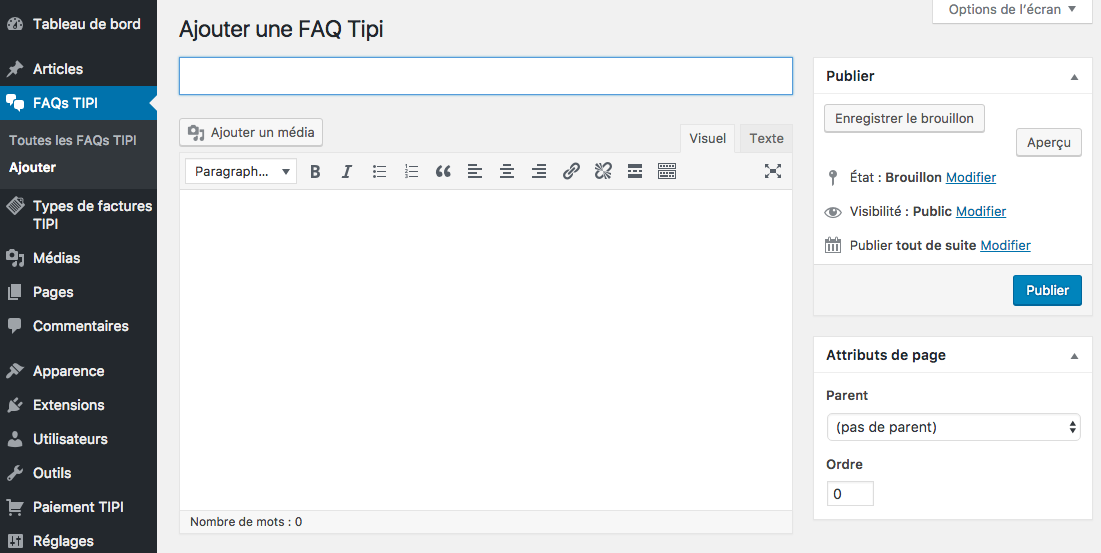 Tableau de bord
Articles
FAQs TIPI
Toutes les FAQs TIPI
Ajouter
Types de factures
TIPI
Médias
Pages
Commentaires
Apparence
Extensions
Utilisateurs
Outils
Paiement TIPI
Réglages
Options de l’écran
Ajouter une FAQ Tipi
Ajouter un média
Visuel Texte
Paragraph... B I
Nombre de mots : 0
Publier
Enregistrer le brouillon
Aperçu
État : Brouillon Modifier
Visibilité : Public Modifier
Publier tout de suite Modifier
Publier
Attributs de page
Parent
(pas de parent)
Ordre
0